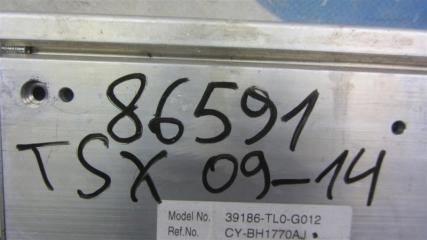 86591
TSX 09-14
Model No. 39186-TL0-G012
Ref.No. CY-BH1770AJ